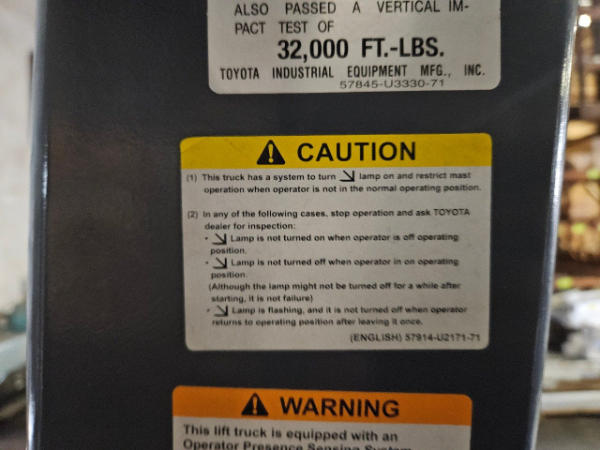 ALSO PASSED A VERTICAL IM-
PACT TEST OF
32,000 FT.-LBS.
TOYOTA INDUSTRIAL EQUIPMENT MFG., INC.
57845-U3330-71
CAUTION
(1) This truck has a system to turn lamp on and restrict mast
operation when operator is not in the normal operating position.
(2) In any of the following cases, stop operation and ask TOYOTA
dealer for inspection:
· Lamp is not turned on when operator is off operating
position.
· Lamp is not turned off when operator in on operating
position.
(Although the lamp might not be turned off for a while after
starting, it is not failure)
· Lamp is flashing, and it is not turned off when operator
returns to operating position after leaving it once.
(ENGLISH) 57914-U2171-71
WARNING
This lift truck is equipped with an
Operator Presence Sensing System